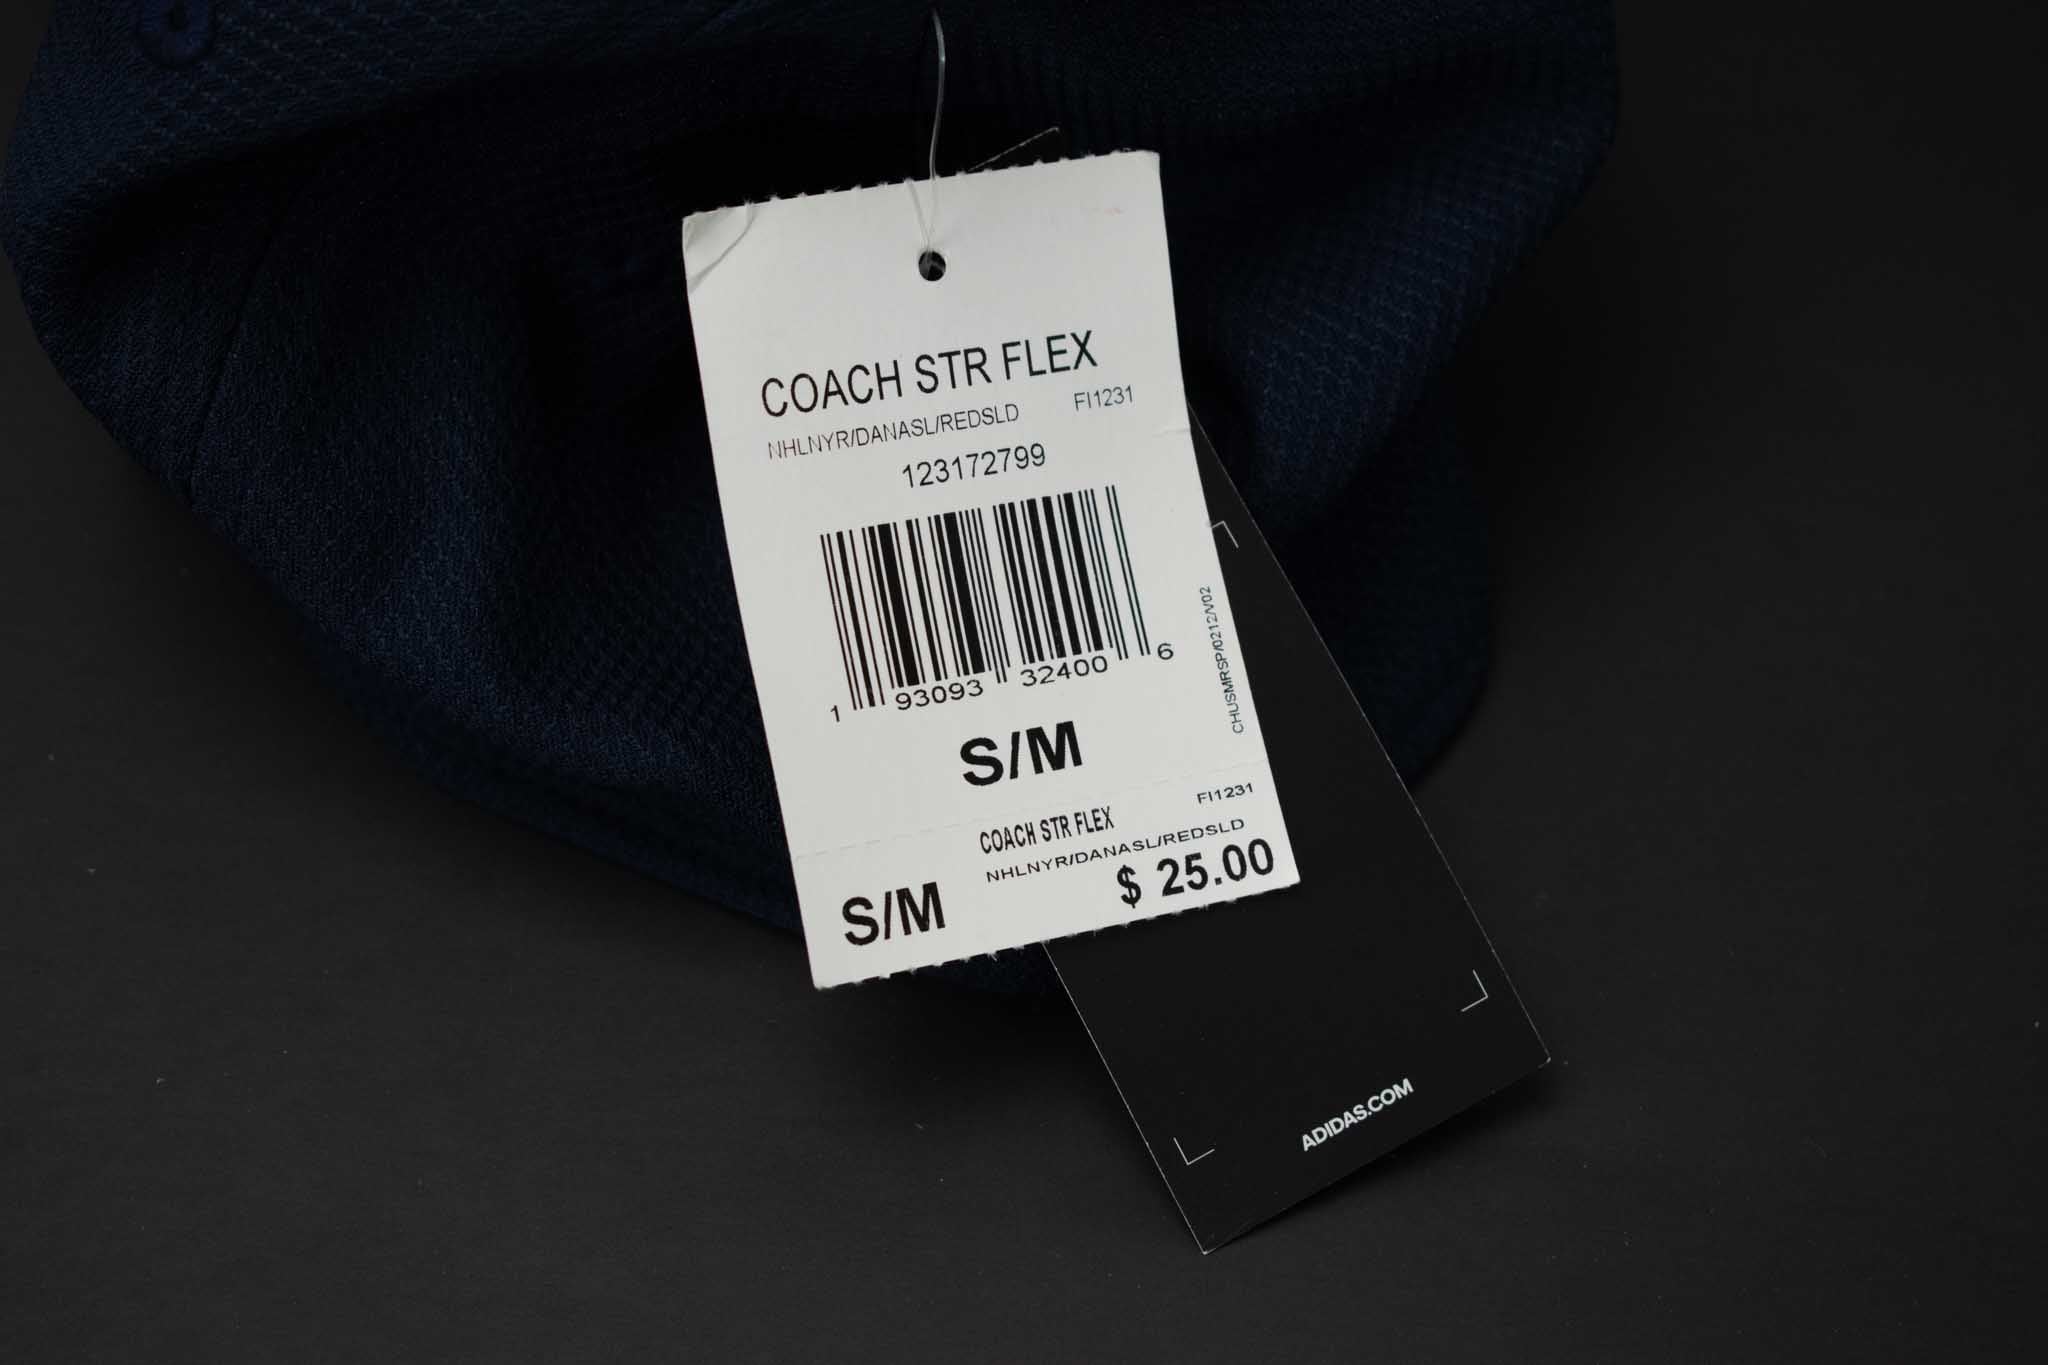 COACH STR FLEX
NHLNYR/DANASL/REDSLD FI1231
123172799
1 93093 32400 6
CHUSMRSP/0212/V02
S/M
COACH STR FLEX FI1231
NHLNYR/DANASL/REDSLD
S/M $ 25.00
ADIDAS.COM